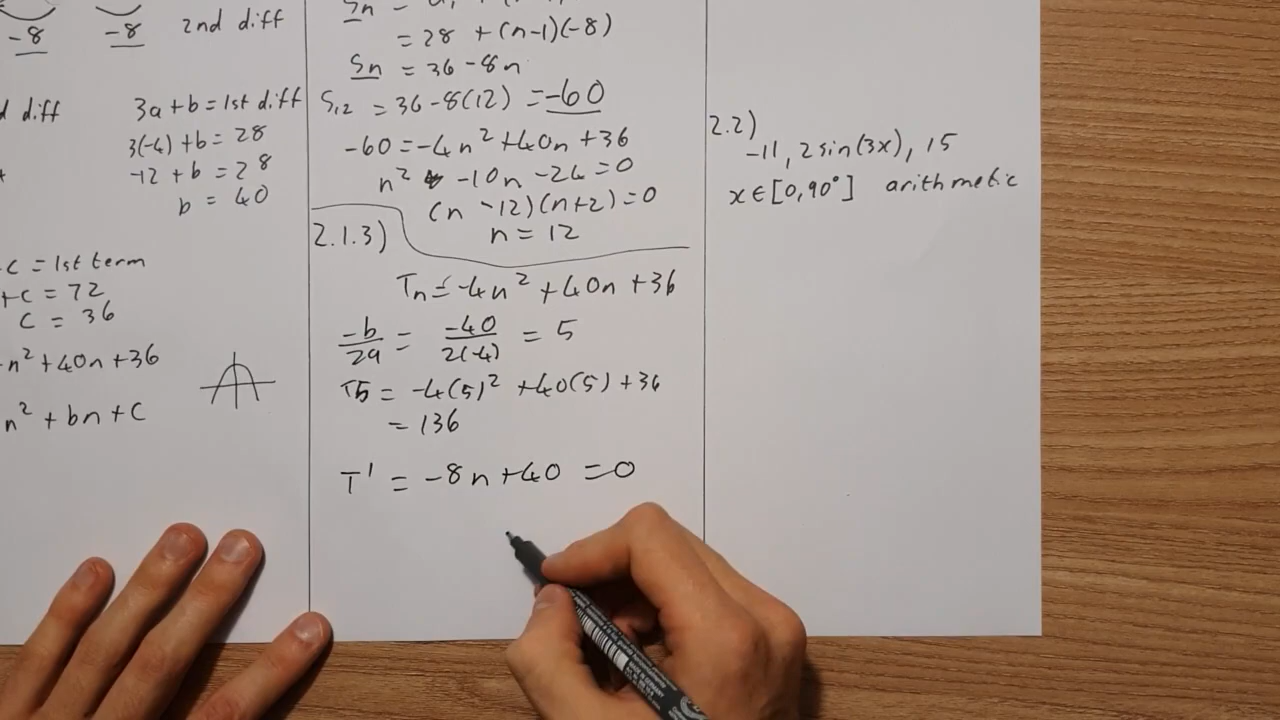 -8 -8 2nd diff
d diff
3a + b = 1st diff
3(-4) + b = 28
-12 + b = 28
b = 40
c = 1st term
+ c = 72
c = 36
n² + 40n + 36
n² + bn + c
Sn =
= 28 + (n-1)(-8)
Sn = 36 - 8n
S12 = 36 - 8(12) = -60
-60 = -4n² + 40n + 36
n² - 10n - 24 = 0
(n - 12)(n + 2) = 0
n = 12
2.1.3)
Tn = -4n² + 40n + 36
-b/2a = -40/2(-4) = 5
T5 = -4(5)² + 40(5) + 36
= 136
T' = -8n + 40 = 0
2.2)
-11, 2 sin(3x), 15
x ∈ [0, 90°] arithmetic